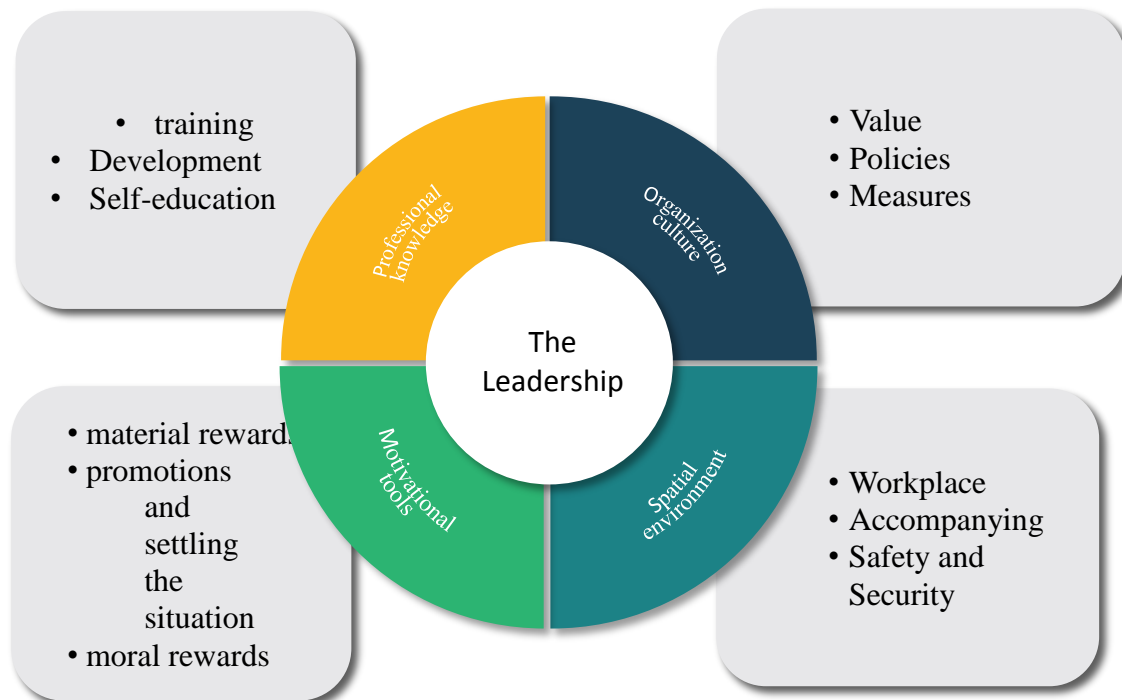 • training
• Development
• Self-education
• Value
• Policies
• Measures
Professional
knowledge
Organization
culture
The
Leadership
Motivational
tools
Spatial
environment
• material rewards
• promotions
and
settling
the
situation
• moral rewards
• Workplace
• Accompanying
• Safety and
Security